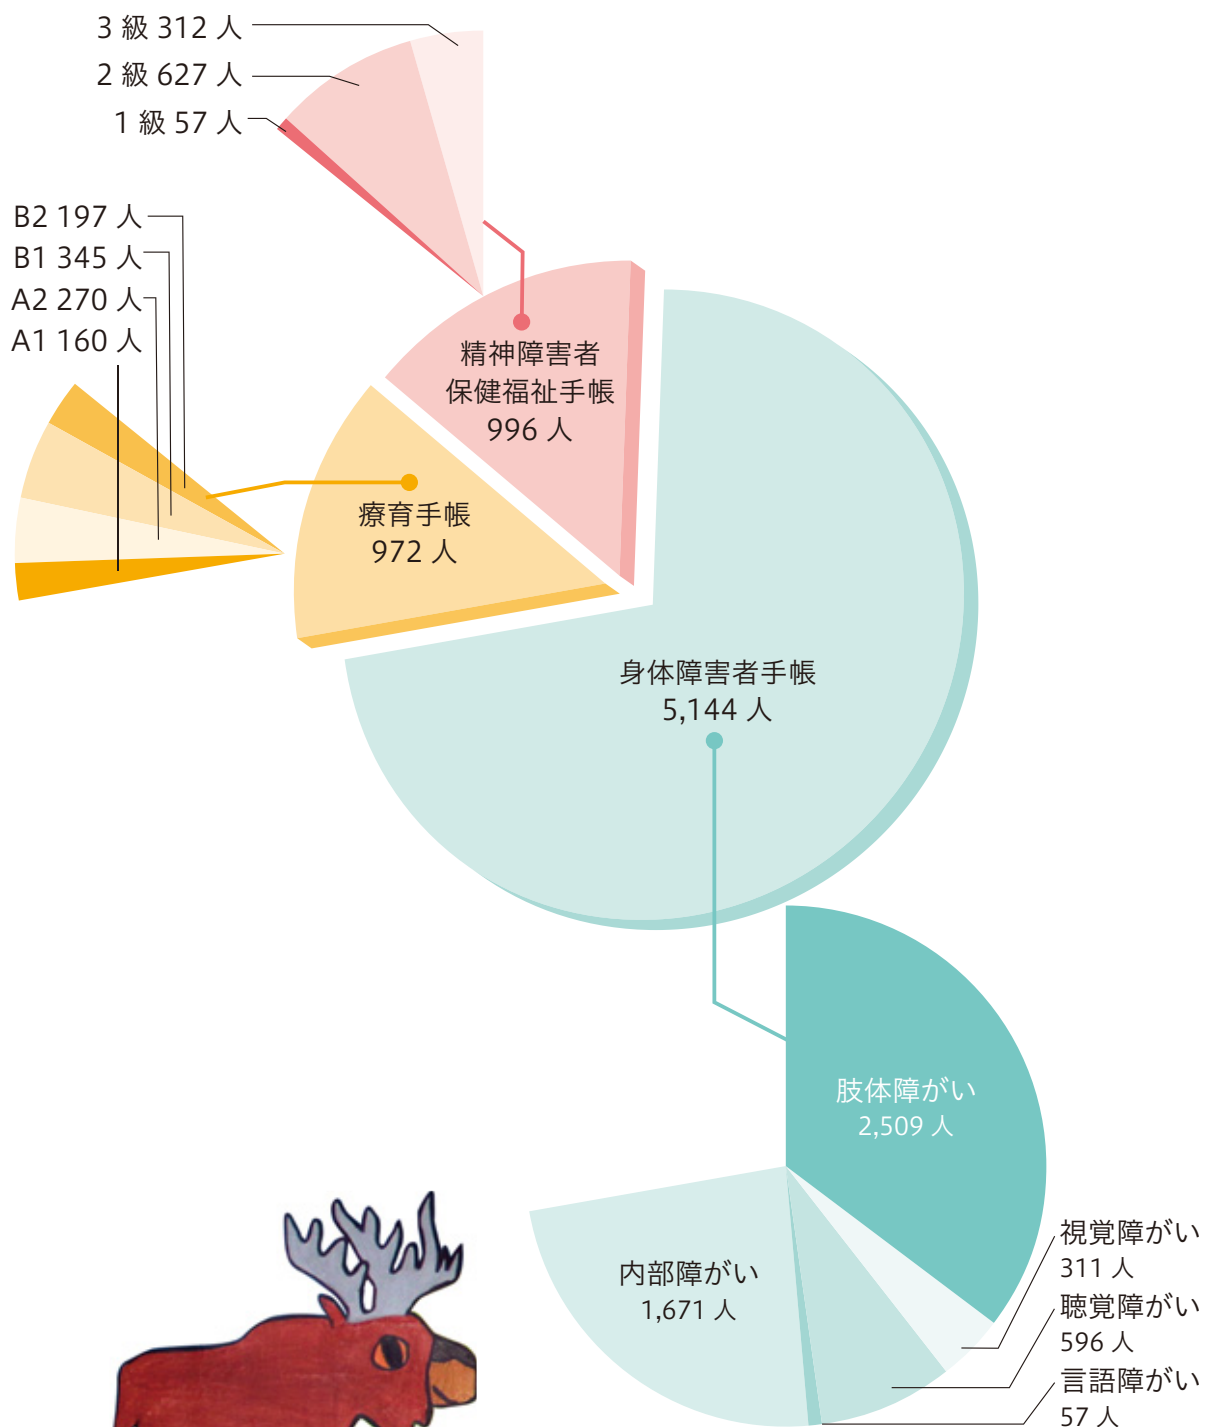 3 級 312 人
2 級 627 人
1 級 57 人
B2 197 人
B1 345 人
A2 270 人
A1 160 人
精神障害者
保健福祉手帳
996 人
療育手帳
972 人
身体障害者手帳
5,144 人
肢体障がい
2,509 人
視覚障がい
311 人
聴覚障がい
596 人
言語障がい
57 人
内部障がい
1,671 人